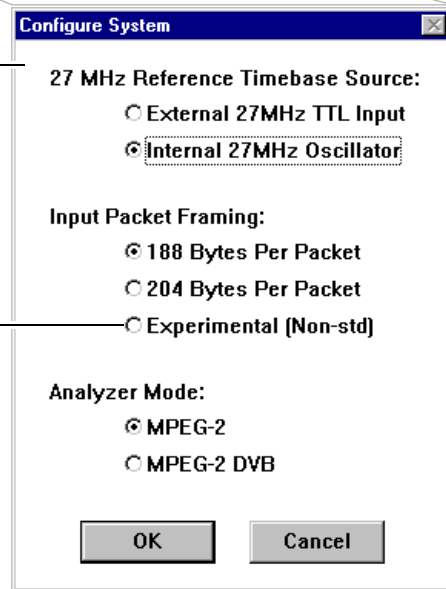 Configure System
27 MHz Reference Timebase Source:
External 27MHz TTL Input
Internal 27MHz Oscillator
Input Packet Framing:
188 Bytes Per Packet
204 Bytes Per Packet
Experimental (Non-std)
Analyzer Mode:
MPEG-2
MPEG-2 DVB
OK Cancel